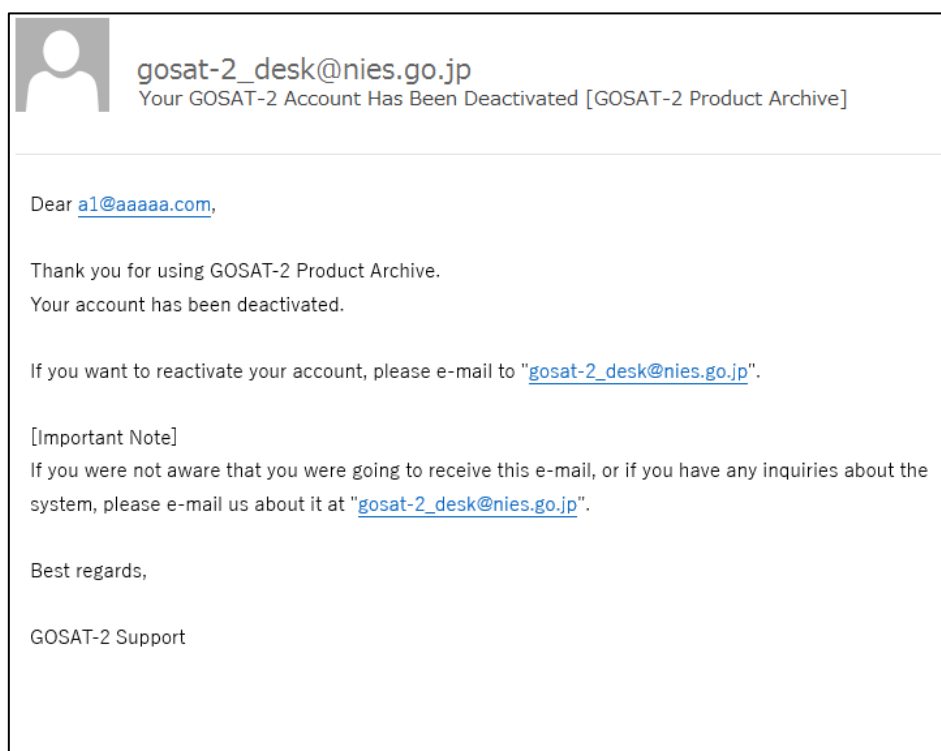 gosat-2_desk@nies.go.jp
Your GOSAT-2 Account Has Been Deactivated [GOSAT-2 Product Archive]
Dear a1@aaaaa.com,
Thank you for using GOSAT-2 Product Archive.
Your account has been deactivated.
If you want to reactivate your account, please e-mail to "gosat-2_desk@nies.go.jp".
[Important Note]
If you were not aware that you were going to receive this e-mail, or if you have any inquiries about the
system, please e-mail us about it at "gosat-2_desk@nies.go.jp".
Best regards,
GOSAT-2 Support